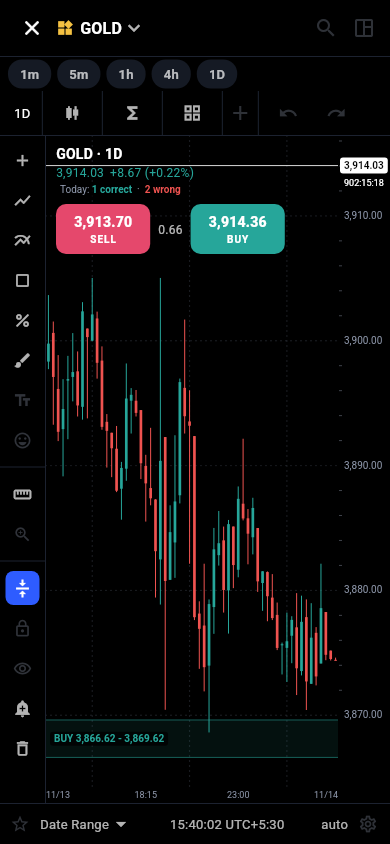 GOLD
1m 5m 1h 4h 1D
1D
GOLD · 1D
3,914.03 +8.67 (+0.22%)
Today: 1 correct · 2 wrong
3,913.70
SELL
0.66
3,914.36
BUY
3,914.03
902:15:18
3,910.00
3,900.00
3,890.00
3,880.00
3,870.00
BUY 3,866.62 - 3,869.62
11/13 18:15 23:00 11/14
Date Range 15:40:02 UTC+5:30 auto